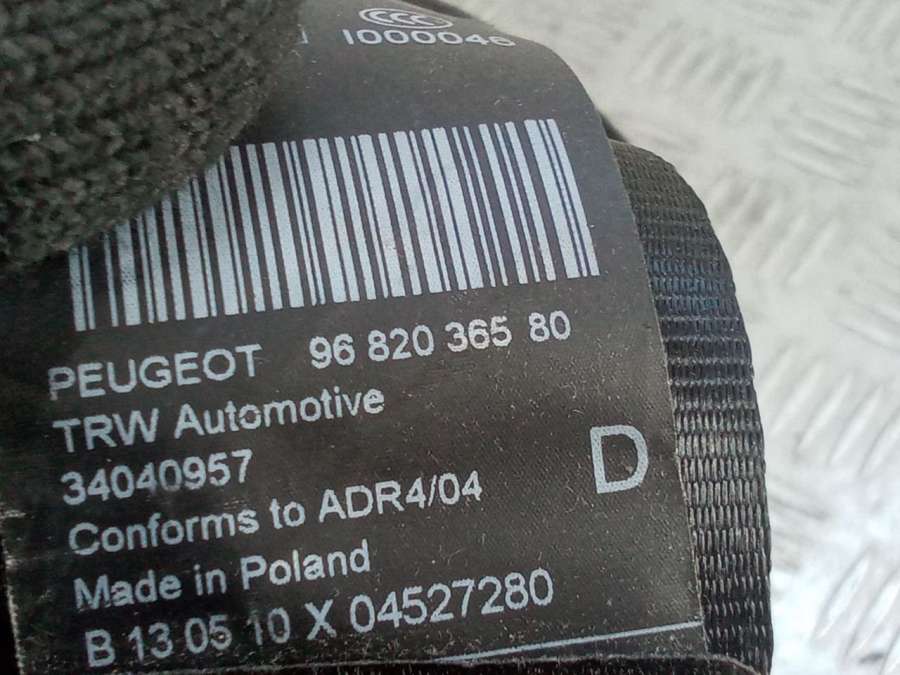 CCC
1000046
PEUGEOT 96 820 365 80
TRW Automotive
34040957
D
Conforms to ADR4/04
Made in Poland
B 13 05 10 X 04527280